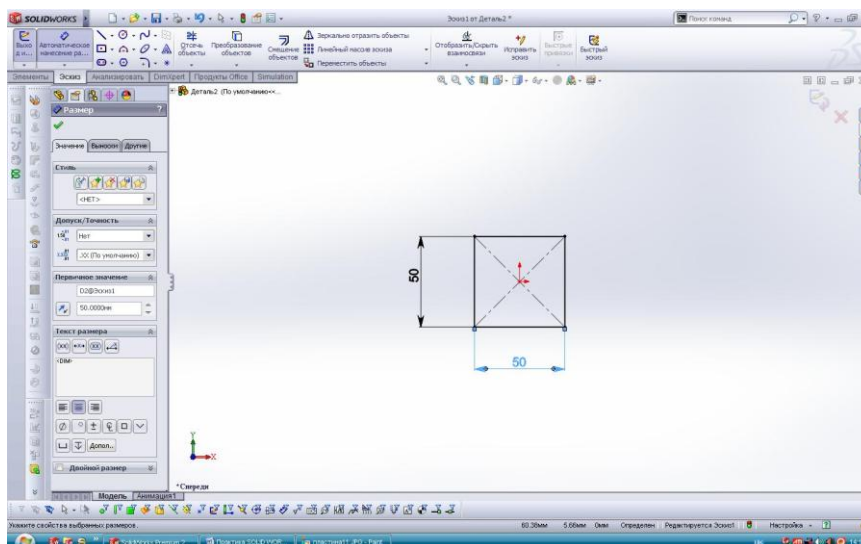 SOLIDWORKS
Эскиз1 от Деталь2 *
Поиск команд
Автоматическое нанесение ра...
Отсечь объекты
Преобразование объектов
Смещение объектов
Зеркально отразить объекты
Линейный массив эскиза
Переместить объекты
Отобразить/Скрыть взаимосвязи
Исправить эскиз
Быстрые привязки
Быстрый эскиз
Элементы
Эскиз
Анализировать
DimXpert
Продукты Office
Simulation
Деталь2 (По умолчанию<<...
Размер
?
Значение
Выноски
Другие
Стиль
<НЕТ>
Допуск/Точность
Нет
.XX (По умолчанию)
Первичное значение
D2@Эскиз1
50.0000мм
Текст размера
<DIM>
Допол..
Двойной размер
50
50
Y
X
*Спереди
Модель
Анимация1
Укажите свойства выбранных размеров.
60.38мм
5.68мм
0мм
Определен
Редактируется Эскиз1
Настройка